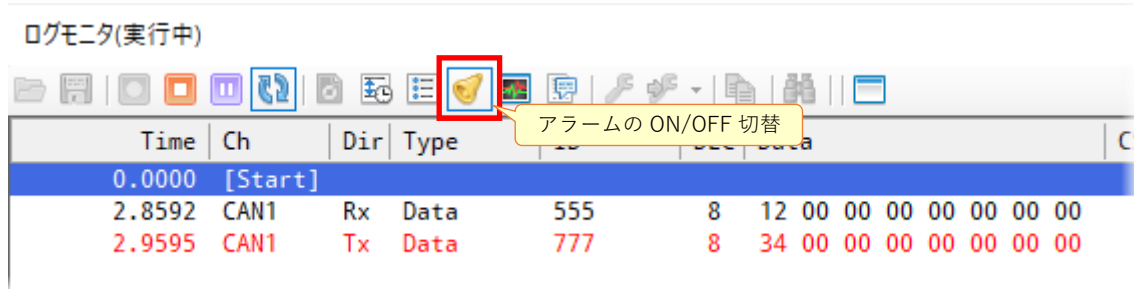 ログモニタ(実行中)
アラームの ON/OFF 切替
Time Ch Dir Type
0.0000 [Start]
2.8592 CAN1 Rx Data 555 8 12 00 00 00 00 00 00 00
2.9595 CAN1 Tx Data 777 8 34 00 00 00 00 00 00 00